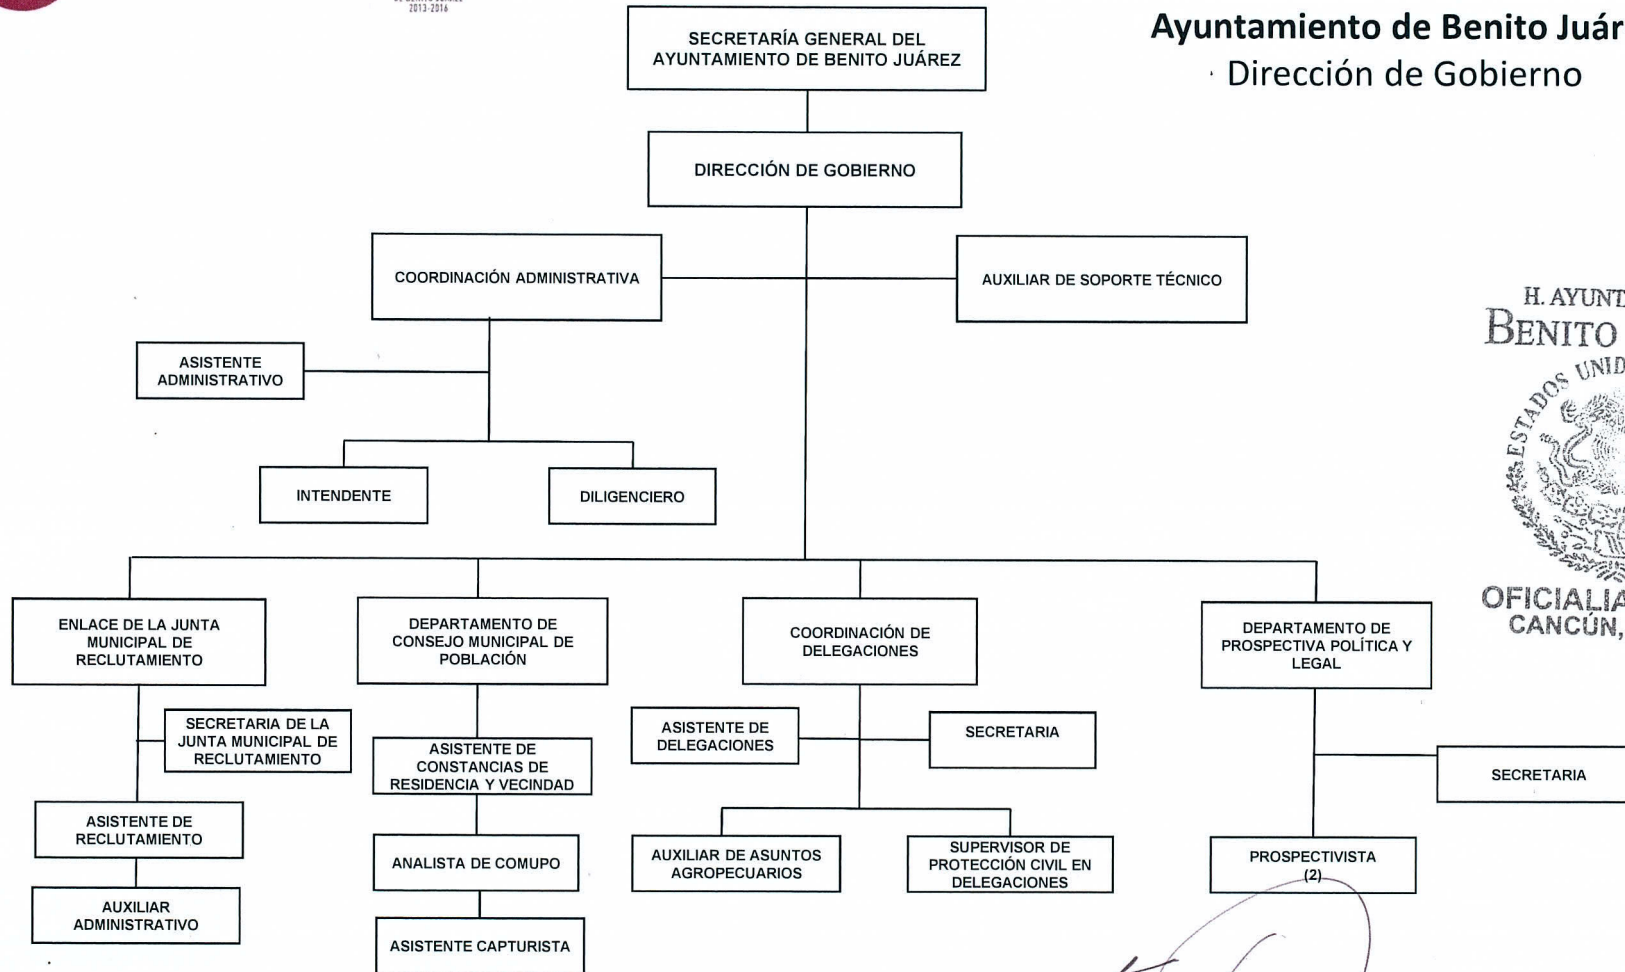 2013-2016
Ayuntamiento de Benito Juár
Dirección de Gobierno
SECRETARÍA GENERAL DEL
AYUNTAMIENTO DE BENITO JUÁREZ
DIRECCIÓN DE GOBIERNO
COORDINACIÓN ADMINISTRATIVA
AUXILIAR DE SOPORTE TÉCNICO
ASISTENTE
ADMINISTRATIVO
INTENDENTE
DILIGENCIERO
H. AYUNT
BENITO
ESTADOS UNID
OFICIALIA
CANCÚN,
ENLACE DE LA JUNTA
MUNICIPAL DE
RECLUTAMIENTO
DEPARTAMENTO DE
CONSEJO MUNICIPAL DE
POBLACIÓN
COORDINACIÓN DE
DELEGACIONES
DEPARTAMENTO DE
PROSPECTIVA POLÍTICA Y
LEGAL
SECRETARIA DE LA
JUNTA MUNICIPAL DE
RECLUTAMIENTO
ASISTENTE DE
CONSTANCIAS DE
RESIDENCIA Y VECINDAD
ASISTENTE DE
DELEGACIONES
SECRETARIA
SECRETARIA
ASISTENTE DE
RECLUTAMIENTO
ANALISTA DE COMUPO
AUXILIAR DE ASUNTOS
AGROPECUARIOS
SUPERVISOR DE
PROTECCIÓN CIVIL EN
DELEGACIONES
PROSPECTIVISTA
(2)
AUXILIAR
ADMINISTRATIVO
ASISTENTE CAPTURISTA